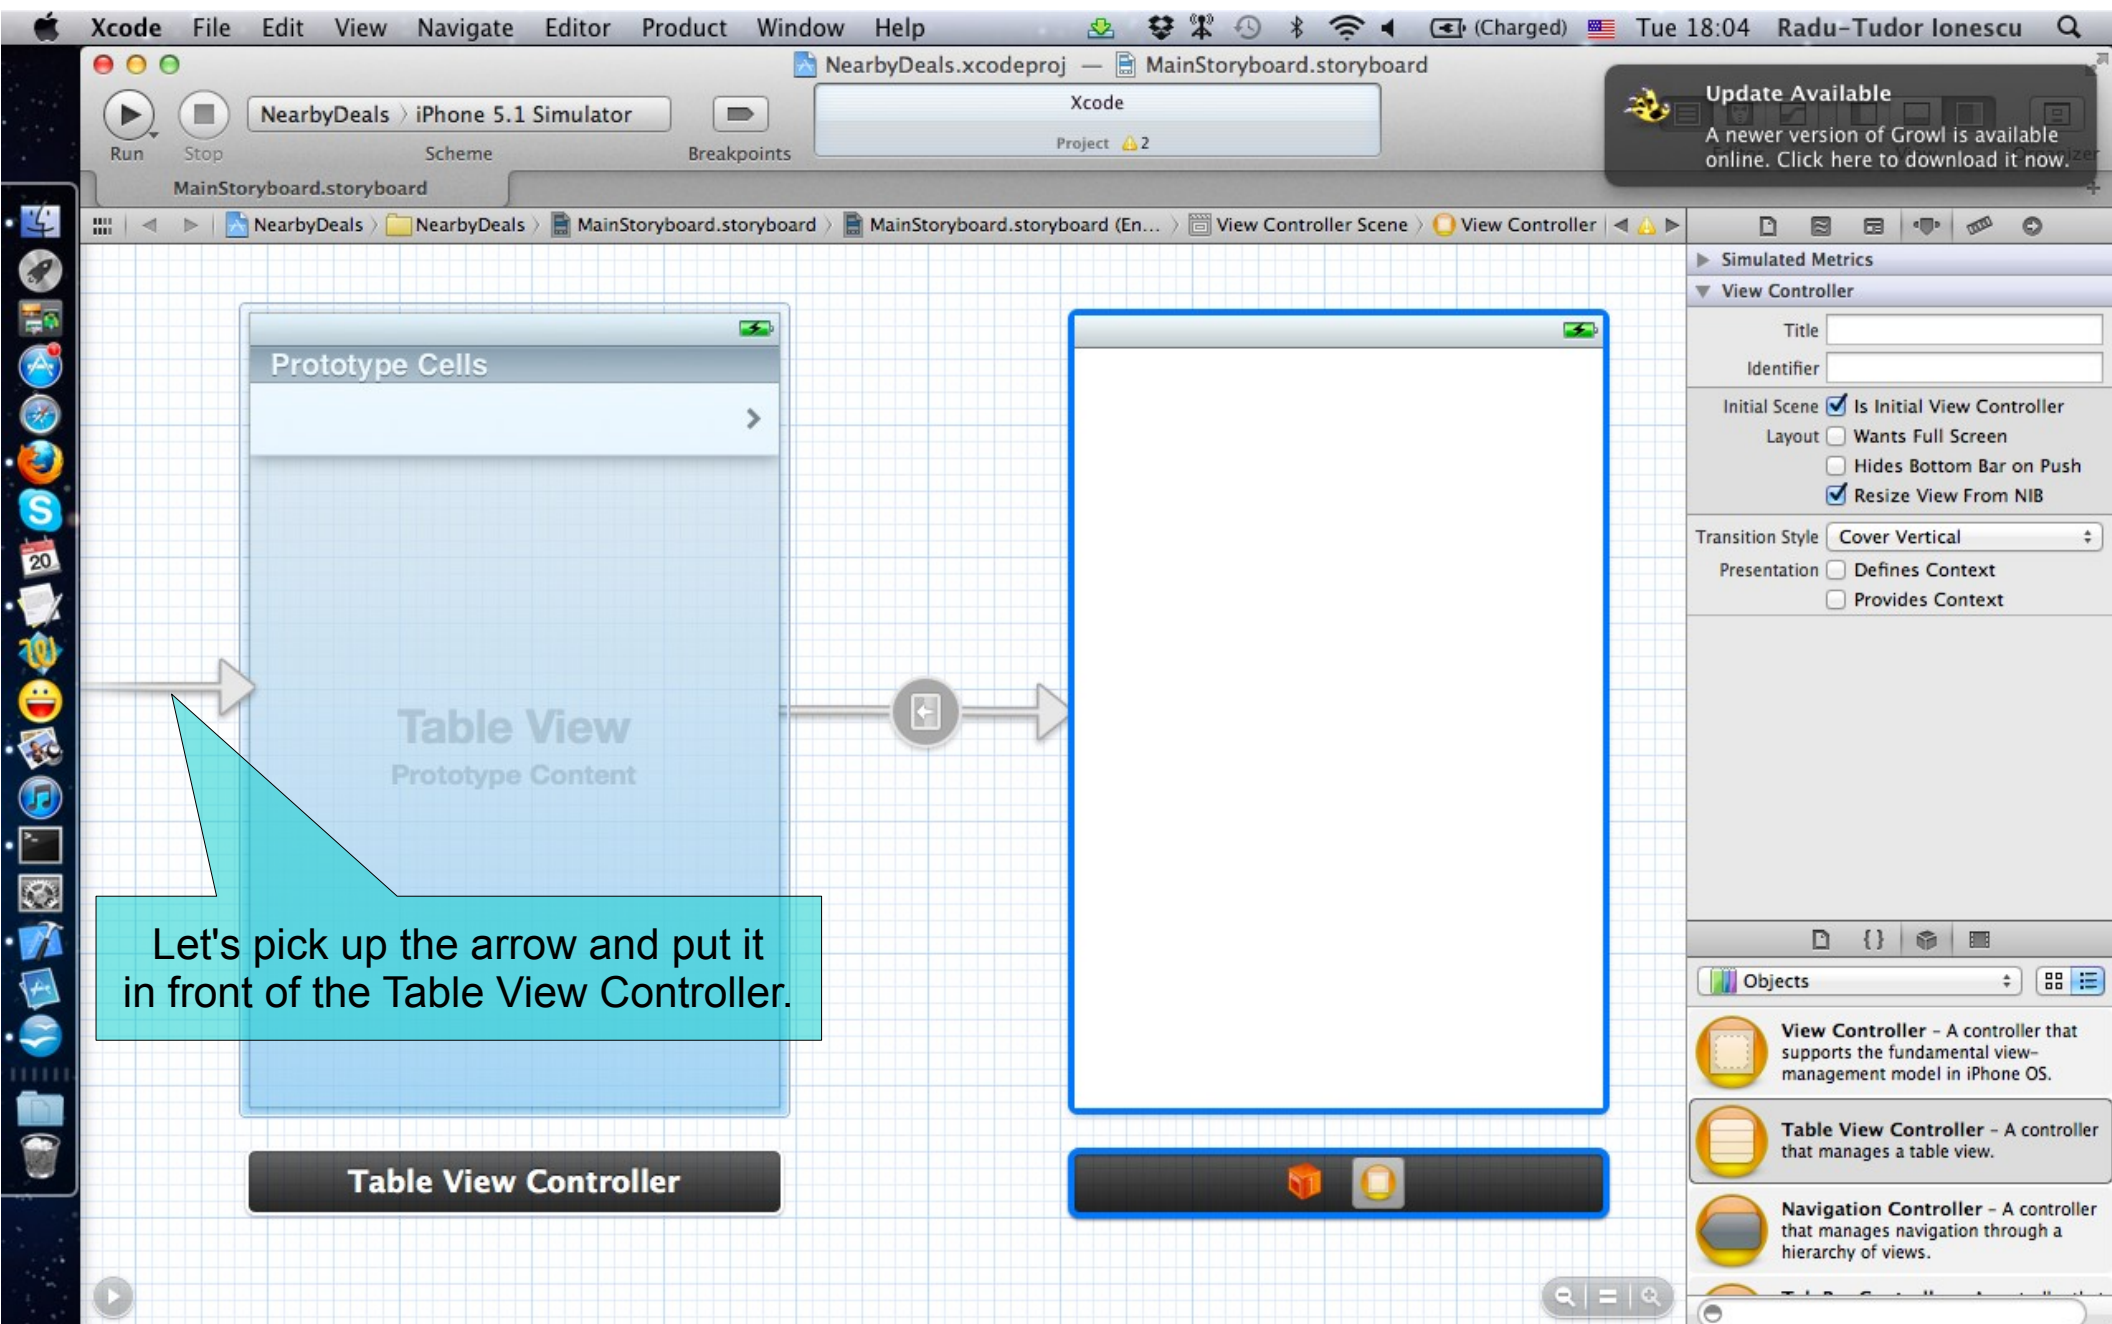 Xcode File Edit View Navigate Editor Product Window Help (Charged) Tue 18:04 Radu-Tudor Ionescu
NearbyDeals.xcodeproj — MainStoryboard.storyboard
Update Available
A newer version of Growl is available
online. Click here to download it now.
NearbyDeals 〉 iPhone 5.1 Simulator
Xcode
Project 2
Run Stop Scheme Breakpoints
MainStoryboard.storyboard
NearbyDeals 〉 NearbyDeals 〉 MainStoryboard.storyboard 〉 MainStoryboard.storyboard (En... 〉 View Controller Scene 〉 View Controller
Simulated Metrics
View Controller
Title
Identifier
Initial Scene Is Initial View Controller
Layout Wants Full Screen
Hides Bottom Bar on Push
Resize View From NIB
Transition Style Cover Vertical
Presentation Defines Context
Provides Context
Prototype Cells
Table View
Prototype Content
20
Let's pick up the arrow and put it
in front of the Table View Controller.
Table View Controller
{}
Objects
View Controller – A controller that
supports the fundamental view-
management model in iPhone OS.
Table View Controller – A controller
that manages a table view.
Navigation Controller – A controller
that manages navigation through a
hierarchy of views.